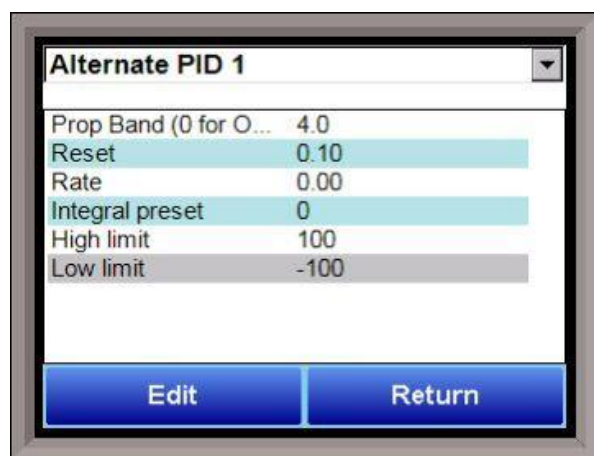 Alternate PID 1
Prop Band (0 for O... 4.0
Reset 0.10
Rate 0.00
Integral preset 0
High limit 100
Low limit -100
Edit Return